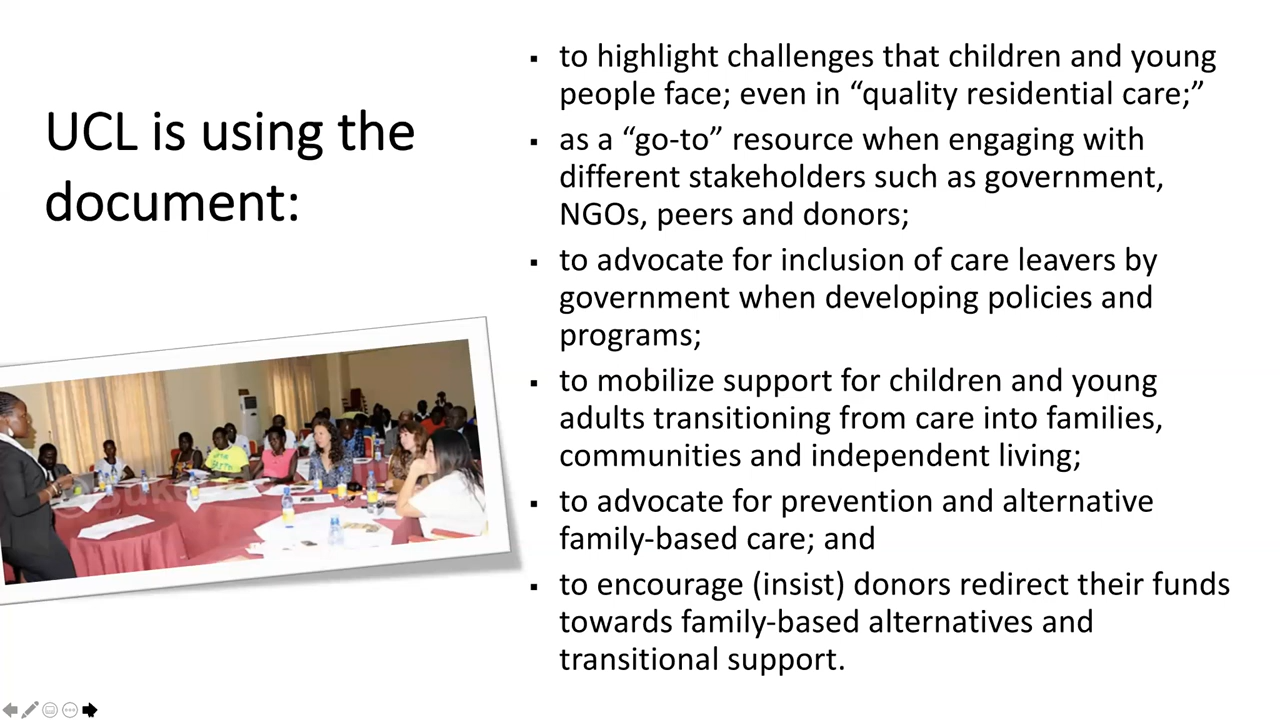 UCL is using the
document:
▪ to highlight challenges that children and young
people face; even in “quality residential care;”
▪ as a “go-to” resource when engaging with
different stakeholders such as government,
NGOs, peers and donors;
▪ to advocate for inclusion of care leavers by
government when developing policies and
programs;
▪ to mobilize support for children and young
adults transitioning from care into families,
communities and independent living;
▪ to advocate for prevention and alternative
family-based care; and
▪ to encourage (insist) donors redirect their funds
towards family-based alternatives and
transitional support.